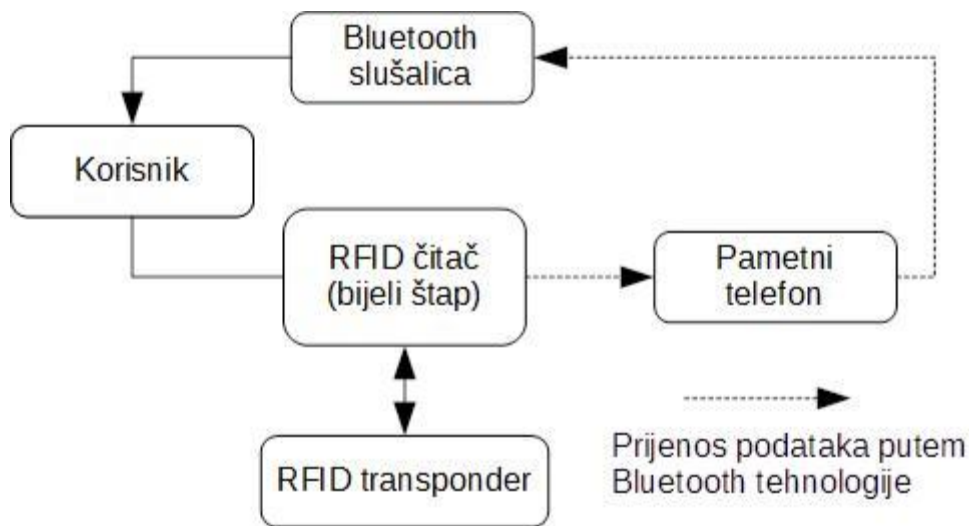 Bluetooth
slušalica
Korisnik
RFID čitač
(bijeli štap)
Pametni
telefon
RFID transponder
Prijenos podataka putem
Bluetooth tehnologije